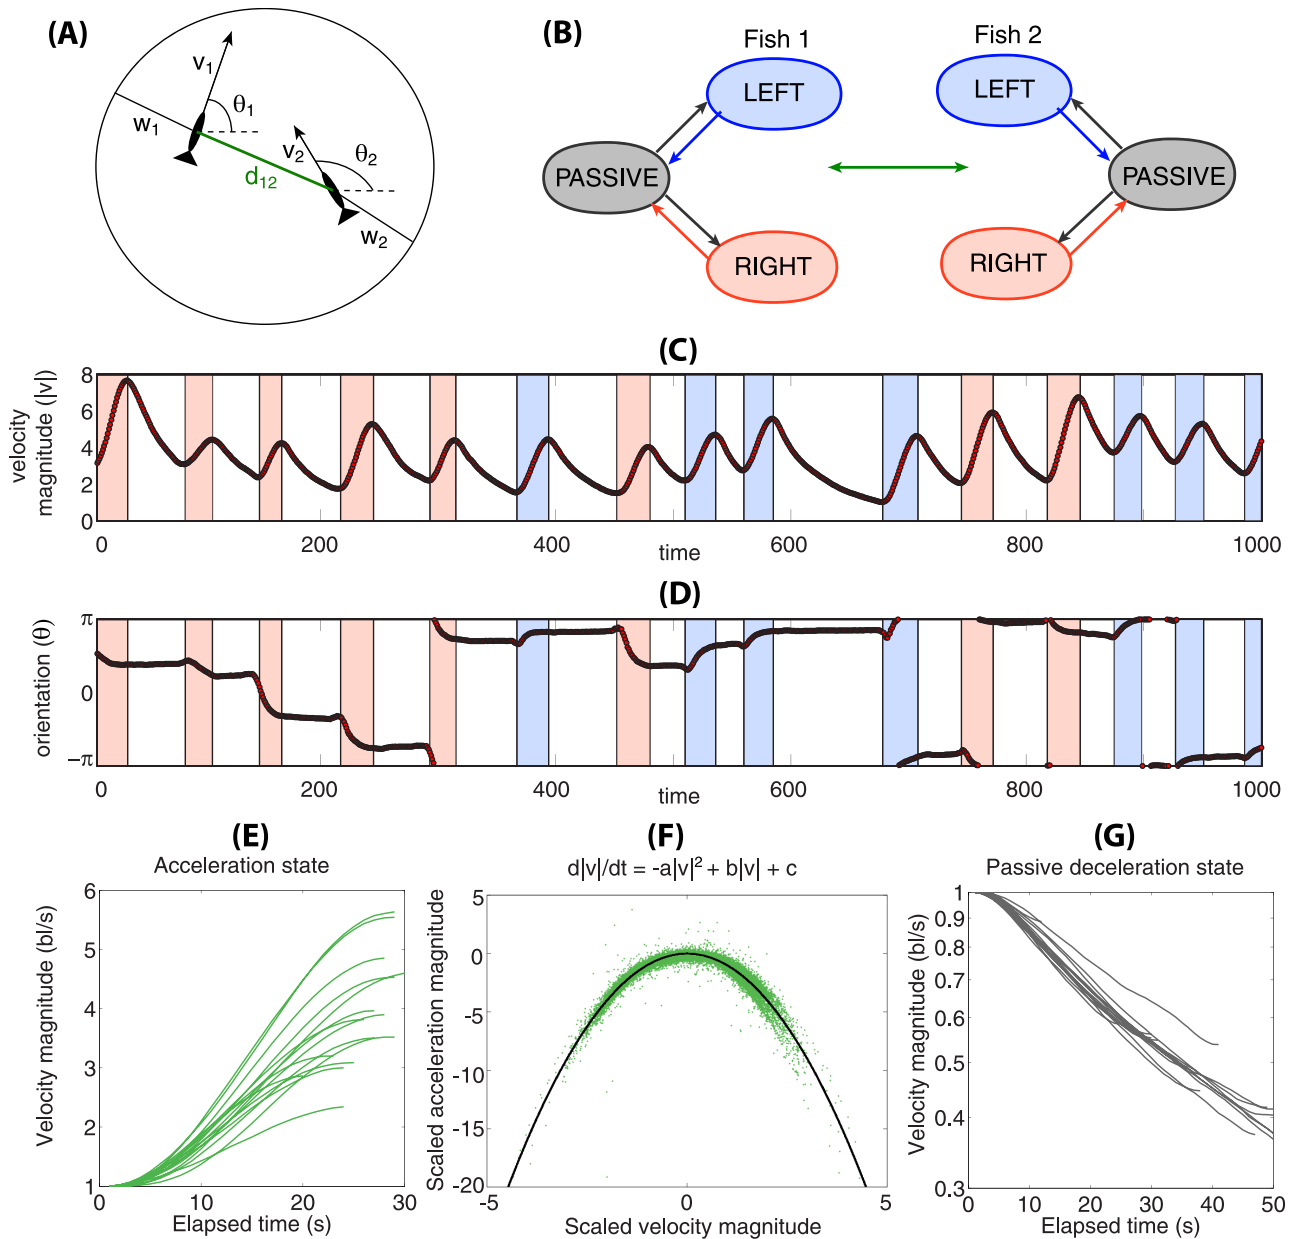 (A)
v1
θ1
w1
v2
θ2
d12
w2
(B)
Fish 1
Fish 2
LEFT
LEFT
PASSIVE
PASSIVE
RIGHT
RIGHT
(C)
velocity
magnitude (|v|)
8
6
4
2
0
0 200 400 600 800 1000
time
(D)
orientation (θ)
π
0
−π
0 200 400 600 800 1000
time
(E)
Acceleration state
Velocity magnitude (bl/s)
6
5
4
3
2
1
0 10 20 30
Elapsed time (s)
(F)
d|v|/dt = -a|v|² + b|v| + c
Scaled acceleration magnitude
5
0
-5
-10
-15
-20
-5 0 5
Scaled velocity magnitude
(G)
Passive deceleration state
Velocity magnitude (bl/s)
1
0.9
0.8
0.7
0.6
0.5
0.4
0.3
0 10 20 30 40 50
Elapsed time (s)